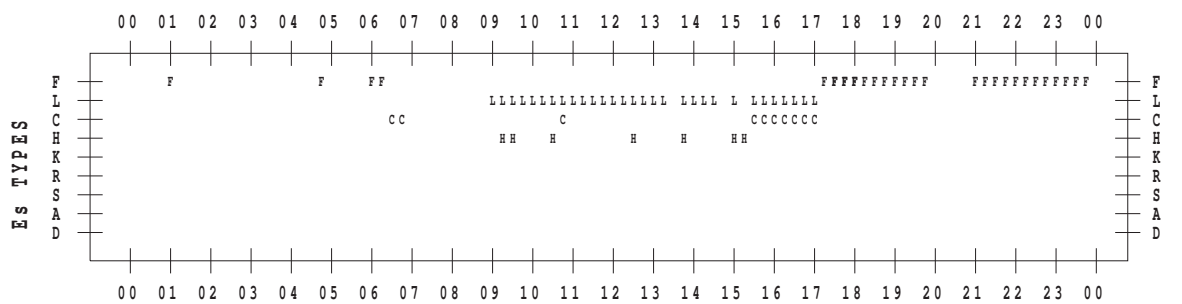 00 01 02 03 04 05 06 07 08 09 10 11 12 13 14 15 16 17 18 19 20 21 22 23 00
F F F F F FFFFFFFFFFF FFFFFFFFFFFF F
L LLLLLLLLLLLLLLLLLL LLLL L LLLLLLL L
C CC C CCCCCCC C
H HH H H H HH H
K K
R R
S S
A A
D D
Es TYPES
00 01 02 03 04 05 06 07 08 09 10 11 12 13 14 15 16 17 18 19 20 21 22 23 00